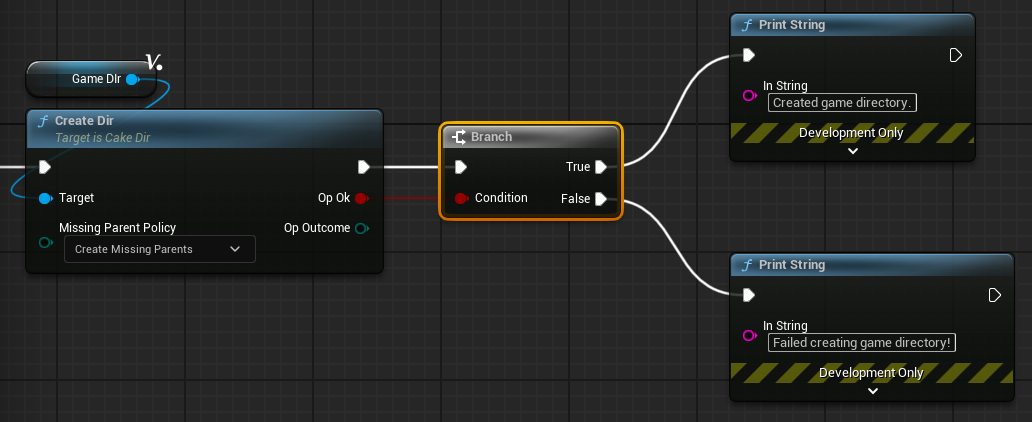 Game DIr
V.
Create Dir
Target is Cake Dir
Target
Op Ok
Missing Parent Policy
Create Missing Parents
Op Outcome
Branch
True
Condition
False
Print String
In String
Created game directory.
Development Only
Print String
In String
Failed creating game directory!
Development Only